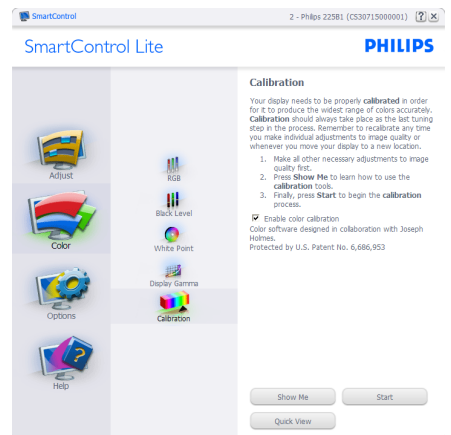 SmartControl
2 - Philips 225B1 (CS30715000001)
SmartControl Lite
PHILIPS
Adjust
Color
Options
Help
RGB
Black Level
White Point
Display Gamma
Calibration
Calibration
Your display needs to be properly calibrated in order
for it to produce the widest range of colors accurately.
Calibration should always take place as the last tuning
step in the process. Remember to recalibrate any time
you make individual adjustments to image quality or
whenever you move your display to a new location.
1. Make all other necessary adjustments to image
quality first.
2. Press Show Me to learn how to use the
calibration tools.
3. Finally, press Start to begin the calibration
process.
Enable color calibration
Color software designed in collaboration with Joseph
Holmes.
Protected by U.S. Patent No. 6,686,953
Show Me
Start
Quick View